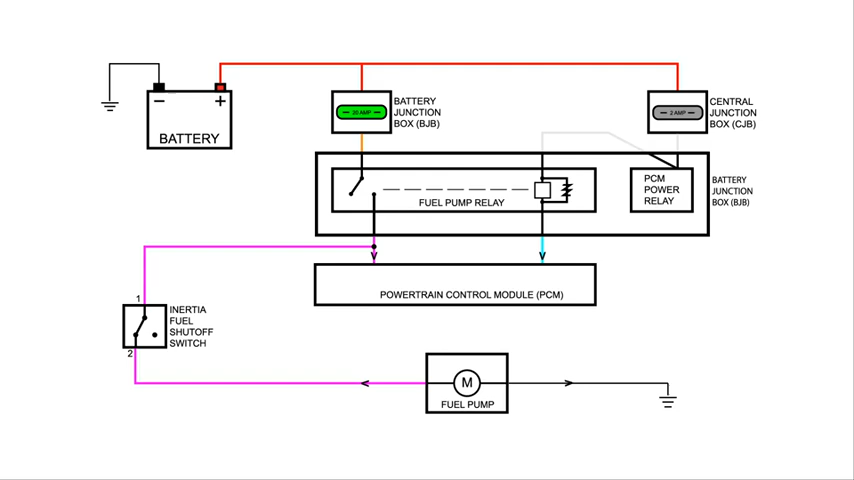 BATTERY
JUNCTION
BOX (BJB)
20 AMP
CENTRAL
JUNCTION
BOX (CJB)
2 AMP
− +
BATTERY
FUEL PUMP RELAY
PCM
POWER
RELAY
BATTERY
JUNCTION
BOX (BJB)
POWERTRAIN CONTROL MODULE (PCM)
1
INERTIA
FUEL
SHUTOFF
SWITCH
2
M
FUEL PUMP